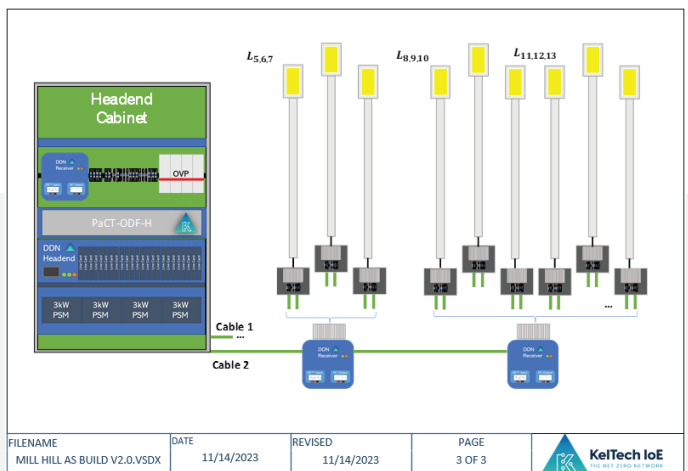 L5,6,7
L8,9,10
L11,12,13
Headend
Cabinet
DDN
Receiver
OVP
PaCT-ODF-H
DDN
Headend
3kW
PSM
3kW
PSM
3kW
PSM
3kW
PSM
Cable 1
...
Cable 2
...
DDN
Receiver
DDN
Receiver
FILENAME
MILL HILL AS BUILD V2.0.VSDX
DATE
11/14/2023
REVISED
11/14/2023
PAGE
3 OF 3
KelTech IoE
THE NET ZERO NETWORK